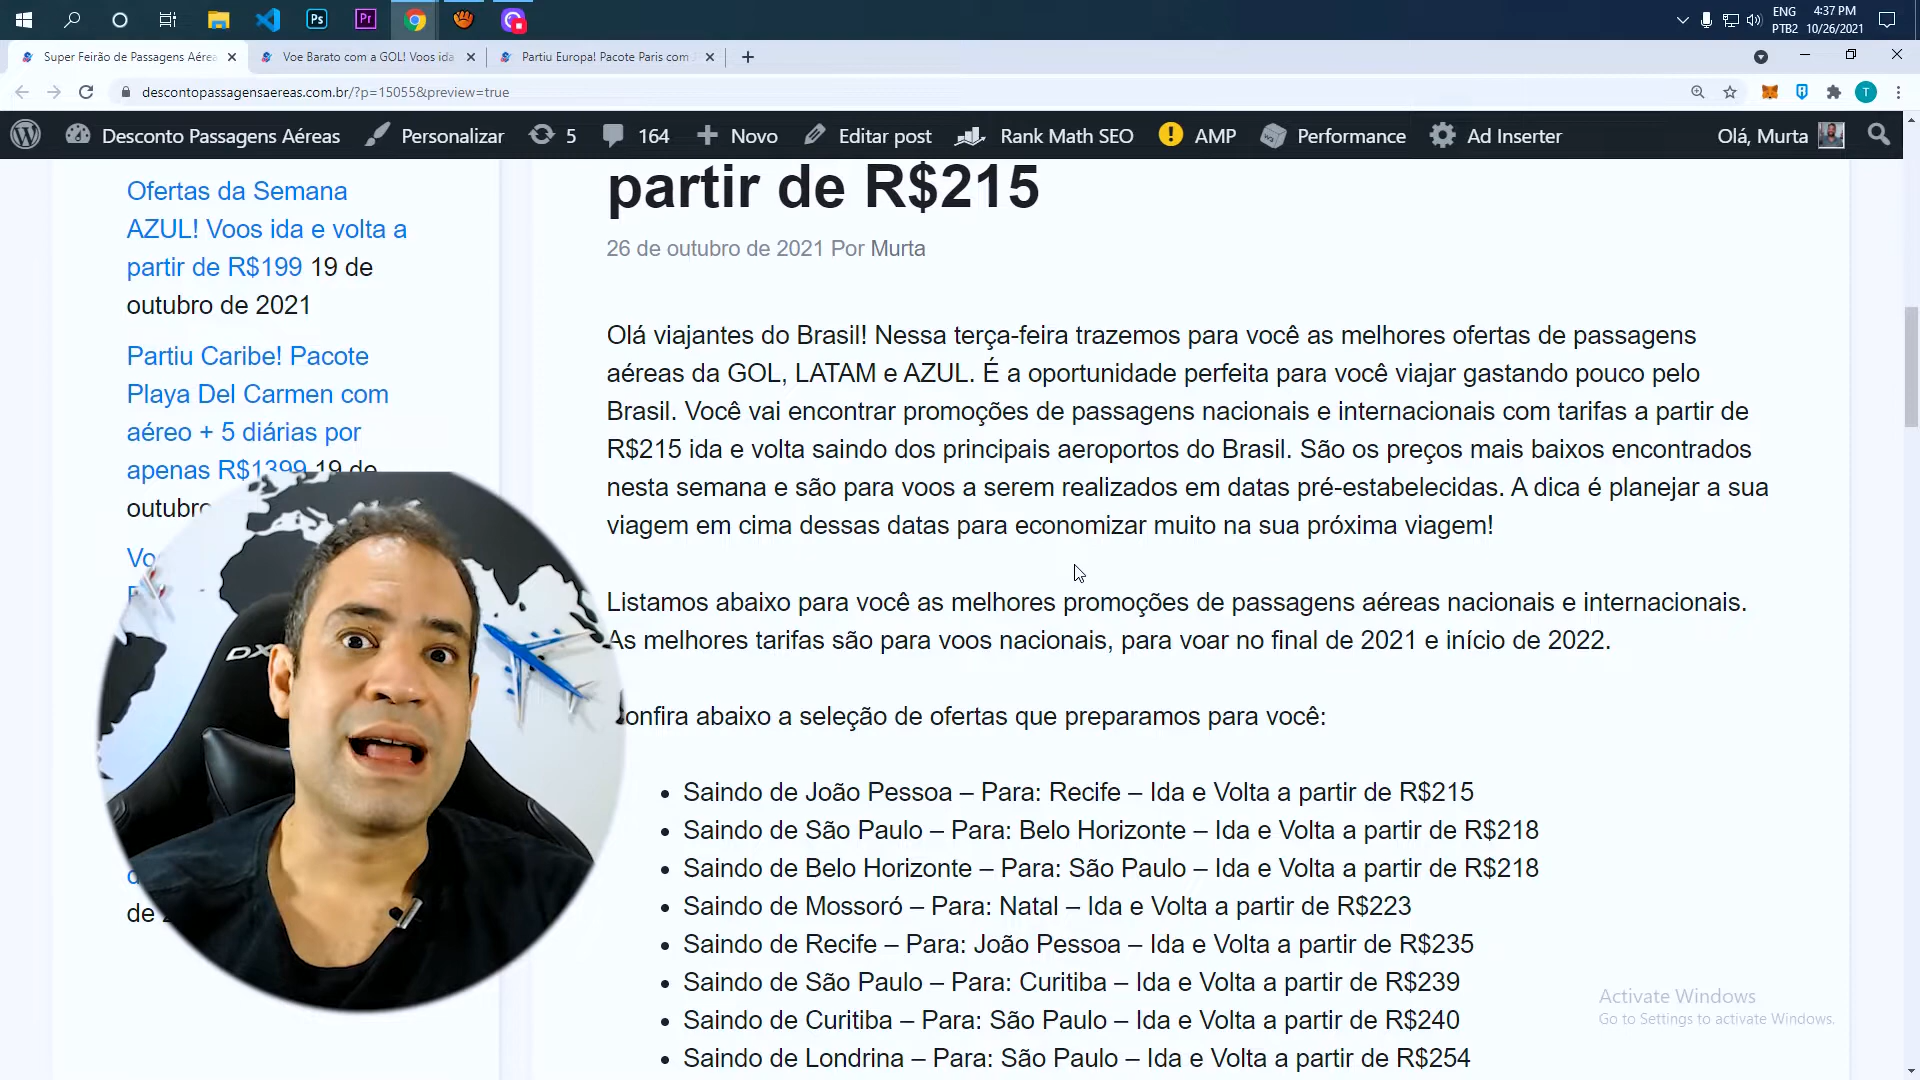 ENG
PTB2
4:37 PM
10/26/2021
Ps
Pr
Super Feirão de Passagens Aérea
Voe Barato com a GOL! Voos ida
Partiu Europa! Pacote Paris com
descontopassagensaereas.com.br/?p=15055&preview=true
T
Desconto Passagens Aéreas
Personalizar
5
164
Novo
Editar post
Rank Math SEO
AMP
Performance
Ad Inserter
Olá, Murta
Ofertas da Semana
AZUL! Voos ida e volta a
partir de R$199 19 de
outubro de 2021
Partiu Caribe! Pacote
Playa Del Carmen com
aéreo + 5 diárias por
apenas R$1399 19 de
outubro
Vo
de
DX
partir de R$215
26 de outubro de 2021 Por Murta
Olá viajantes do Brasil! Nessa terça-feira trazemos para você as melhores ofertas de passagens
aéreas da GOL, LATAM e AZUL. É a oportunidade perfeita para você viajar gastando pouco pelo
Brasil. Você vai encontrar promoções de passagens nacionais e internacionais com tarifas a partir de
R$215 ida e volta saindo dos principais aeroportos do Brasil. São os preços mais baixos encontrados
nesta semana e são para voos a serem realizados em datas pré-estabelecidas. A dica é planejar a sua
viagem em cima dessas datas para economizar muito na sua próxima viagem!
Listamos abaixo para você as melhores promoções de passagens aéreas nacionais e internacionais.
As melhores tarifas são para voos nacionais, para voar no final de 2021 e início de 2022.
onfira abaixo a seleção de ofertas que preparamos para você:
• Saindo de João Pessoa – Para: Recife – Ida e Volta a partir de R$215
• Saindo de São Paulo – Para: Belo Horizonte – Ida e Volta a partir de R$218
• Saindo de Belo Horizonte – Para: São Paulo – Ida e Volta a partir de R$218
• Saindo de Mossoró – Para: Natal – Ida e Volta a partir de R$223
• Saindo de Recife – Para: João Pessoa – Ida e Volta a partir de R$235
• Saindo de São Paulo – Para: Curitiba – Ida e Volta a partir de R$239
• Saindo de Curitiba – Para: São Paulo – Ida e Volta a partir de R$240
• Saindo de Londrina – Para: São Paulo – Ida e Volta a partir de R$254
Activate Windows
Go to Settings to activate Windows.